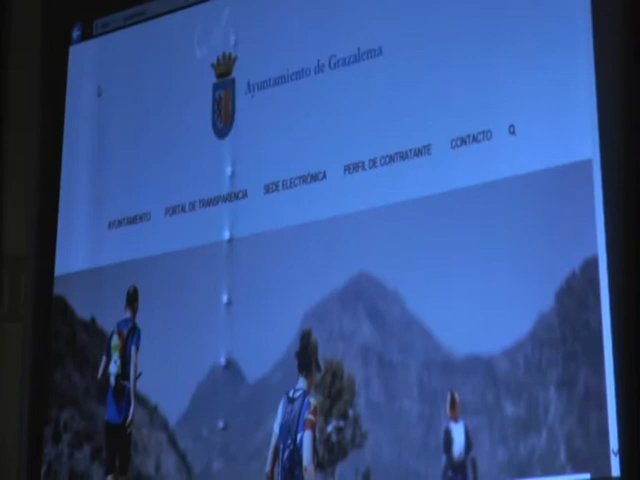 Ayuntamiento de Grazalema
AYUNTAMIENTO PORTAL DE TRANSPARENCIA SEDE ELECTRÓNICA PERFIL DE CONTRATANTE CONTACTO